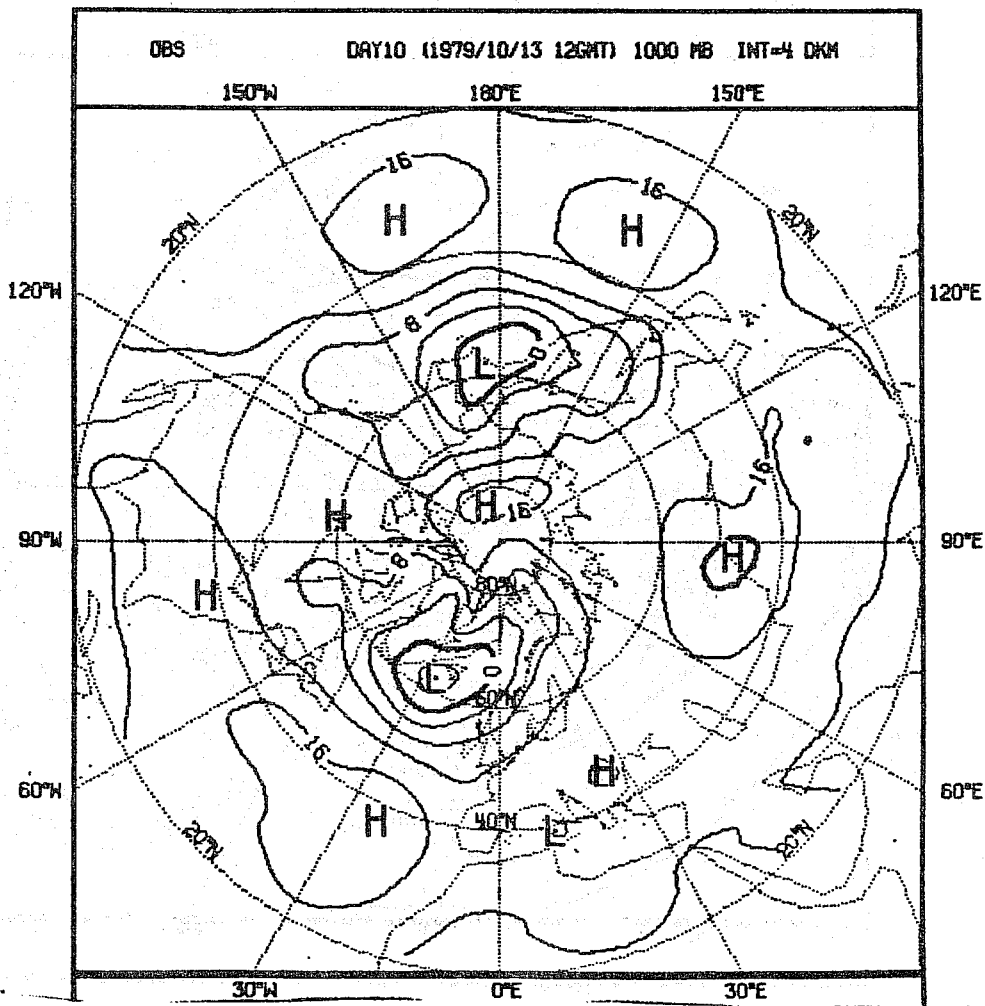 OBS DAY10 (1979/10/13 12GMT) 1000 MB INT=4 DKM
150°W 180°E 150°E
16 16
H H
20°N 20°N
120°W 120°E
8
L 0
16
H H 16
90°W 8 90°E
H
80°N
H
L 0
60°N
16
H
60°W 60°E
H 40°N L
20°N 20°N
30°W 0°E 30°E